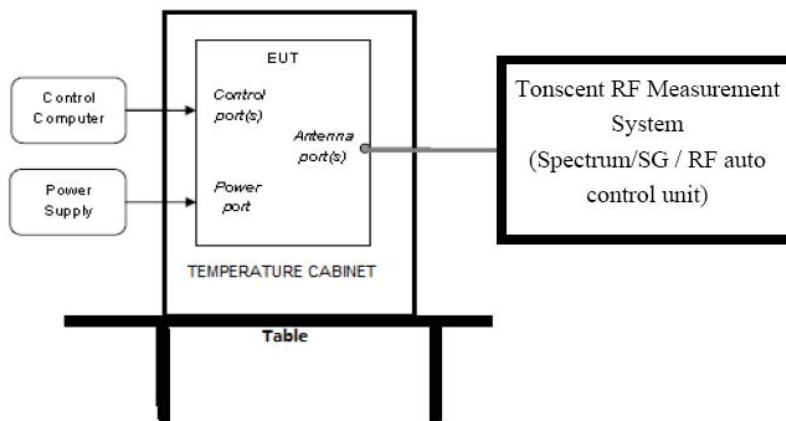 EUT
Control
Computer
Control
port(s)
Antenna
port(s)
Power
Supply
Power
port
TEMPERATURE CABINET
Table
Tonscent RF Measurement
System
(Spectrum/SG / RF auto
control unit)